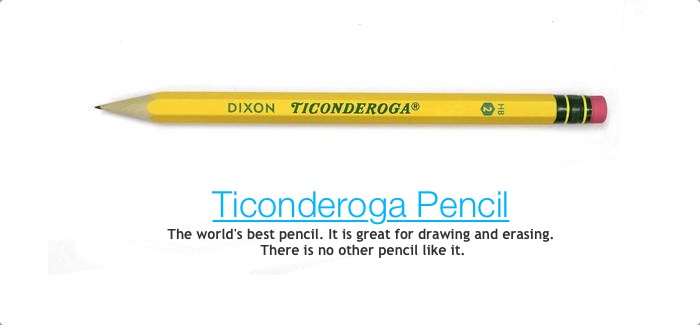 DIXON TICONDEROGA® 2 HB
Ticonderoga Pencil
The world's best pencil. It is great for drawing and erasing.
There is no other pencil like it.